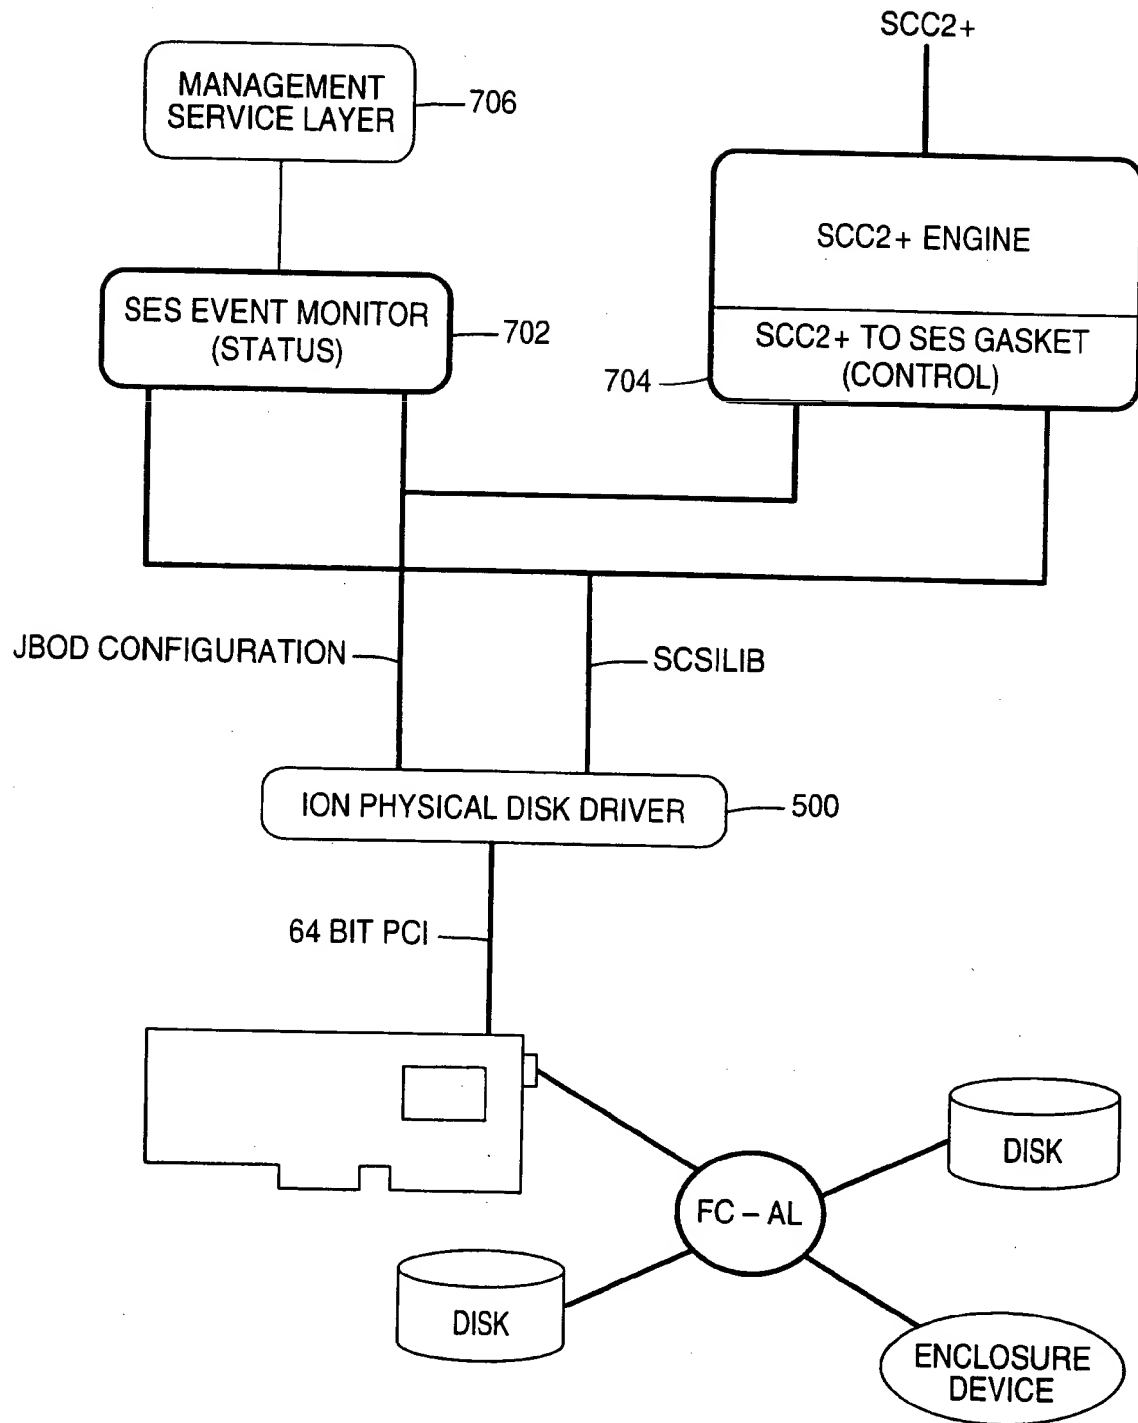 SCC2+
MANAGEMENT
SERVICE LAYER
706
SCC2+ ENGINE
SES EVENT MONITOR
(STATUS)
702
SCC2+ TO SES GASKET
(CONTROL)
704
JBOD CONFIGURATION
SCSILIB
ION PHYSICAL DISK DRIVER
500
64 BIT PCI
DISK
FC – AL
DISK
ENCLOSURE
DEVICE